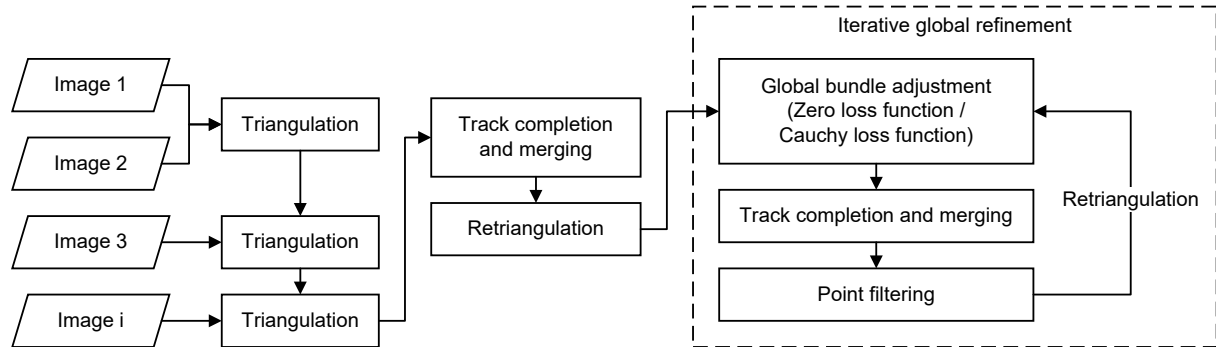 Iterative global refinement
Image 1
Image 2
Triangulation
Image 3
Triangulation
Image i
Triangulation
Track completion
and merging
Retriangulation
Global bundle adjustment
(Zero loss function /
Cauchy loss function)
Track completion and merging
Point filtering
Retriangulation